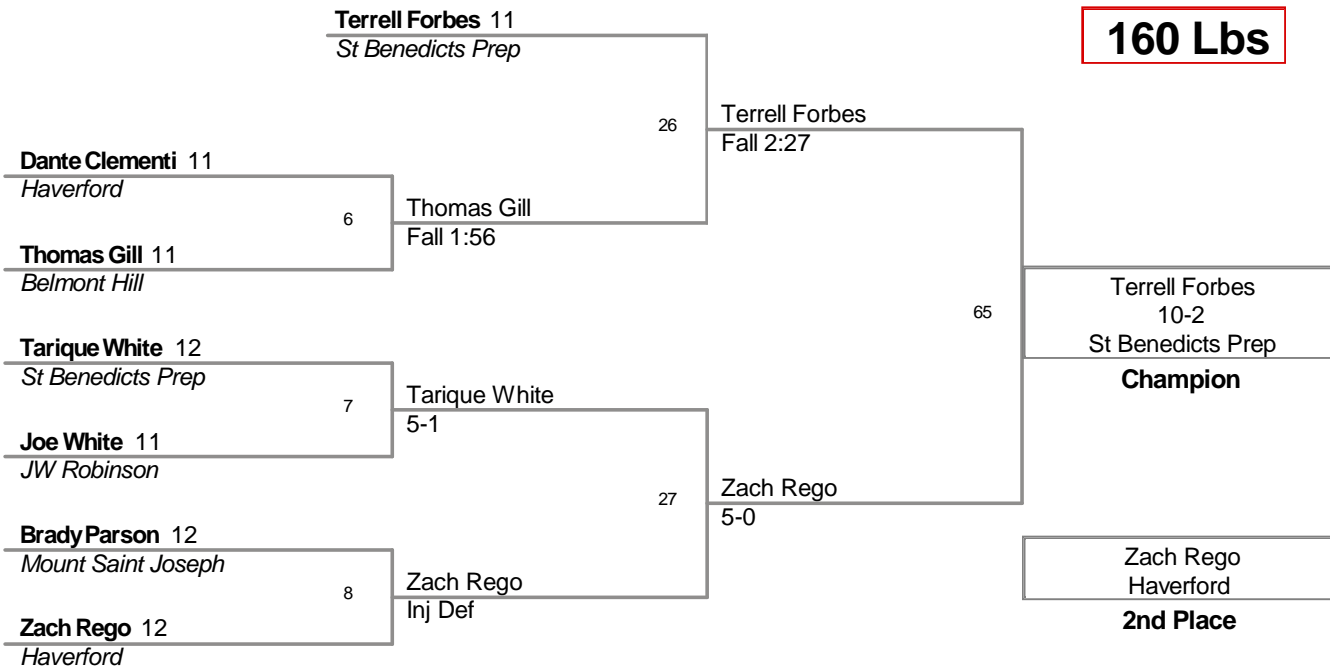 Terrell Forbes 11
St Benedicts Prep
160 Lbs
26
Terrell Forbes
Fall 2:27
Dante Clementi 11
Haverford
6
Thomas Gill
Fall 1:56
Thomas Gill 11
Belmont Hill
65
Terrell Forbes
10-2
St Benedicts Prep
Champion
Tarique White 12
St Benedicts Prep
7
Tarique White
5-1
Joe White 11
JW Robinson
27
Zach Rego
5-0
Brady Parson 12
Mount Saint Joseph
8
Zach Rego
Inj Def
Zach Rego 12
Haverford
Zach Rego
Haverford
2nd Place